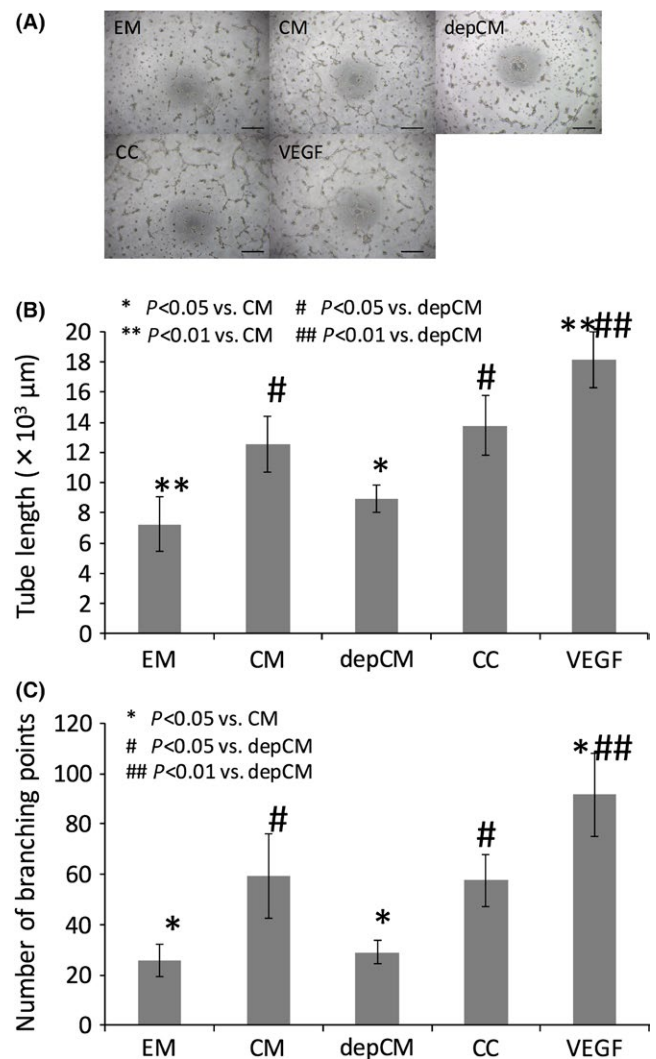 (A)
EM
CM
depCM
CC
VEGF
(B)
* P<0.05 vs. CM # P<0.05 vs. depCM
** P<0.01 vs. CM ## P<0.01 vs. depCM
Tube length (×10³ μm)
20
18
16
14
12
10
8
6
4
2
0
**
#
*
#
**##
EM CM depCM CC VEGF
(C)
* P<0.05 vs. CM
# P<0.05 vs. depCM
## P<0.01 vs. depCM
Number of branching points
120
100
80
60
40
20
0
*
#
*
#
*##
EM CM depCM CC VEGF